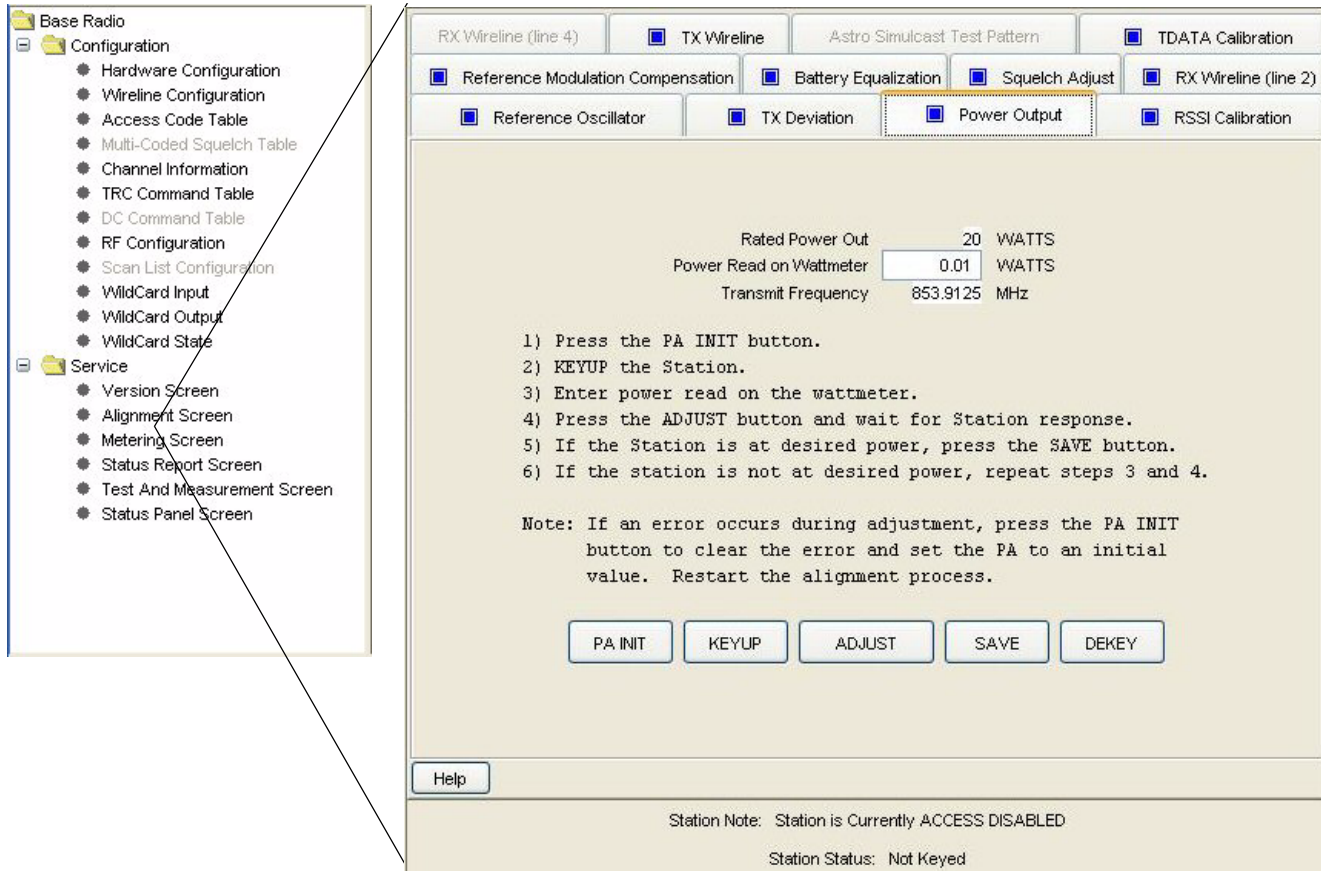 Base Radio
Configuration
Hardware Configuration
Wireline Configuration
Access Code Table
Multi-Coded Squelch Table
Channel Information
TRC Command Table
DC Command Table
RF Configuration
Scan List Configuration
WildCard Input
WildCard Output
WildCard State
Service
Version Screen
Alignment Screen
Metering Screen
Status Report Screen
Test And Measurement Screen
Status Panel Screen
RX Wireline (line 4) TX Wireline Astro Simulcast Test Pattern TDATA Calibration
Reference Modulation Compensation Battery Equalization Squelch Adjust RX Wireline (line 2)
Reference Oscillator TX Deviation Power Output RSSI Calibration
Rated Power Out 20 WATTS
Power Read on Wattmeter 0.01 WATTS
Transmit Frequency 853.9125 MHz
1) Press the PA INIT button.
2) KEYUP the Station.
3) Enter power read on the wattmeter.
4) Press the ADJUST button and wait for Station response.
5) If the Station is at desired power, press the SAVE button.
6) If the station is not at desired power, repeat steps 3 and 4.
Note: If an error occurs during adjustment, press the PA INIT
button to clear the error and set the PA to an initial
value. Restart the alignment process.
PA INIT KEYUP ADJUST SAVE DEKEY
Help
Station Note: Station is Currently ACCESS DISABLED
Station Status: Not Keyed